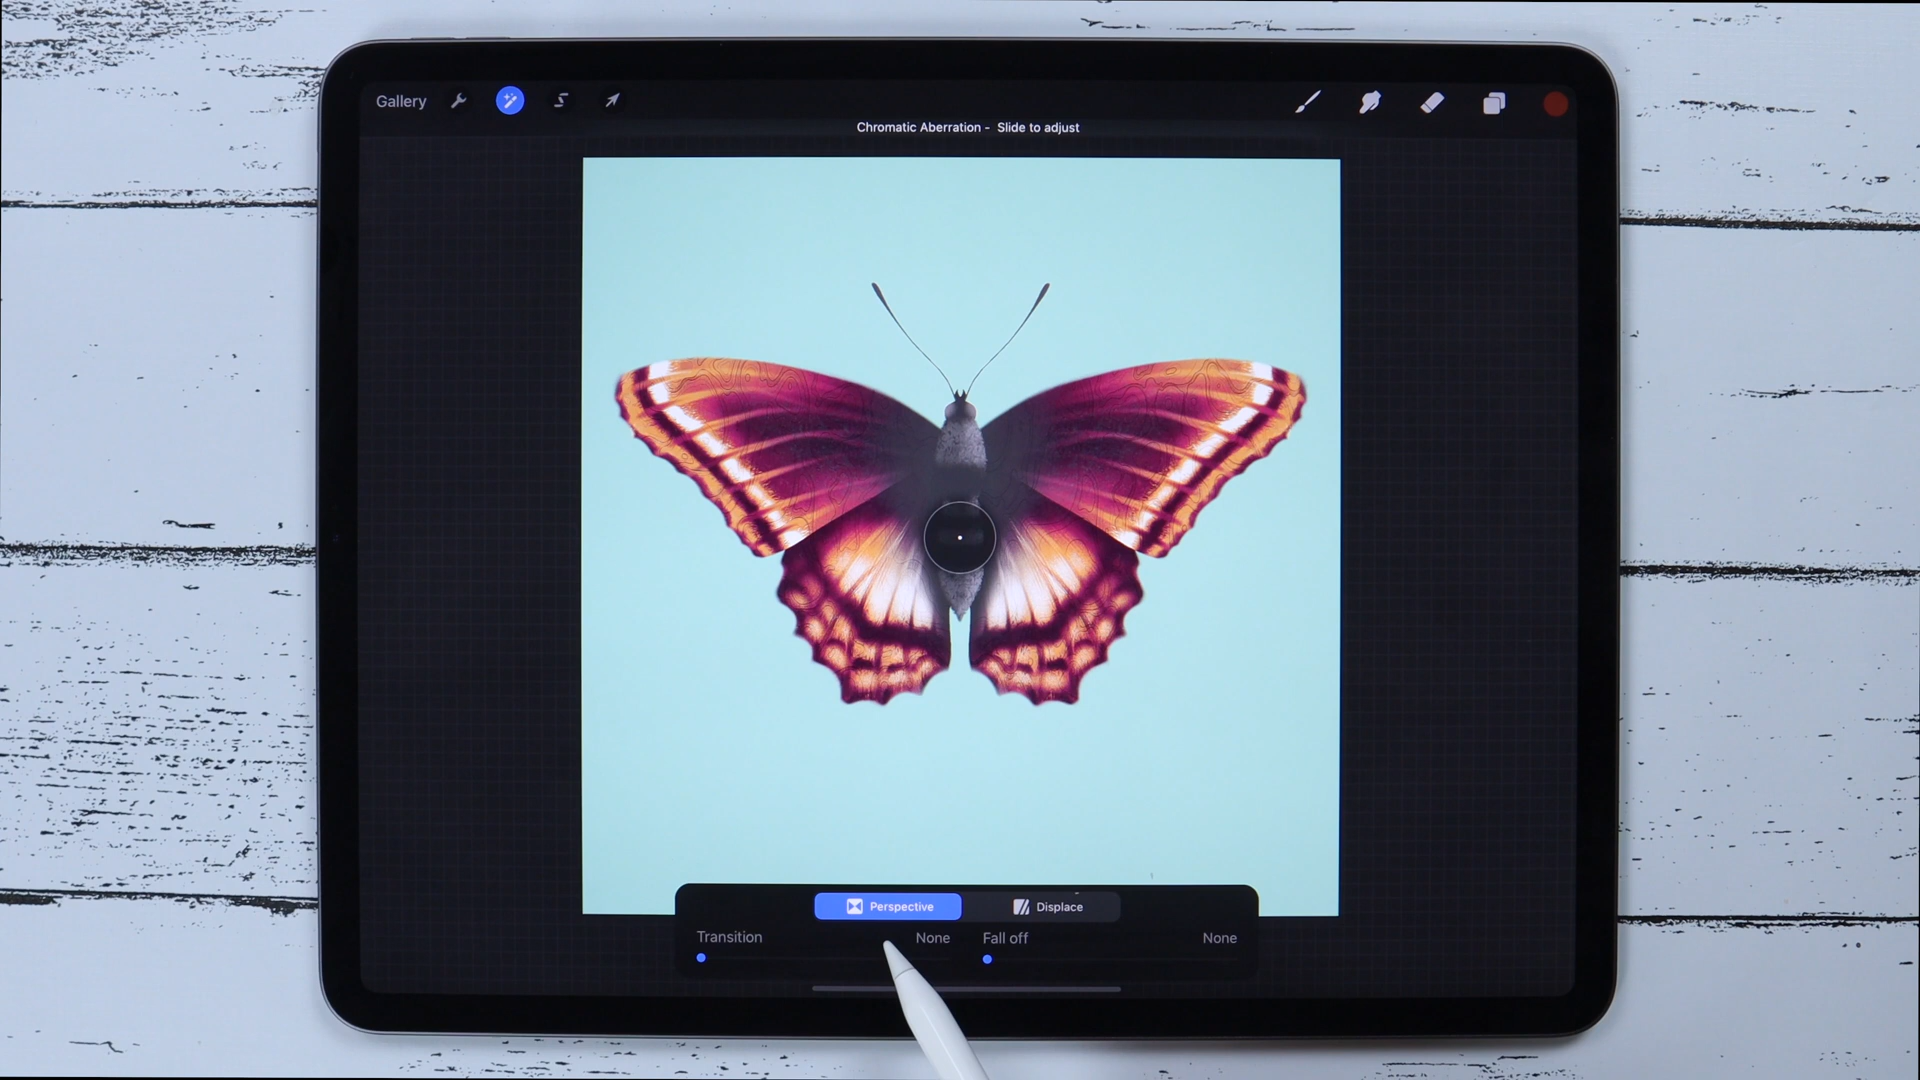 Gallery
Chromatic Aberration - Slide to adjust
Perspective
Displace
Transition
None
Fall off
None